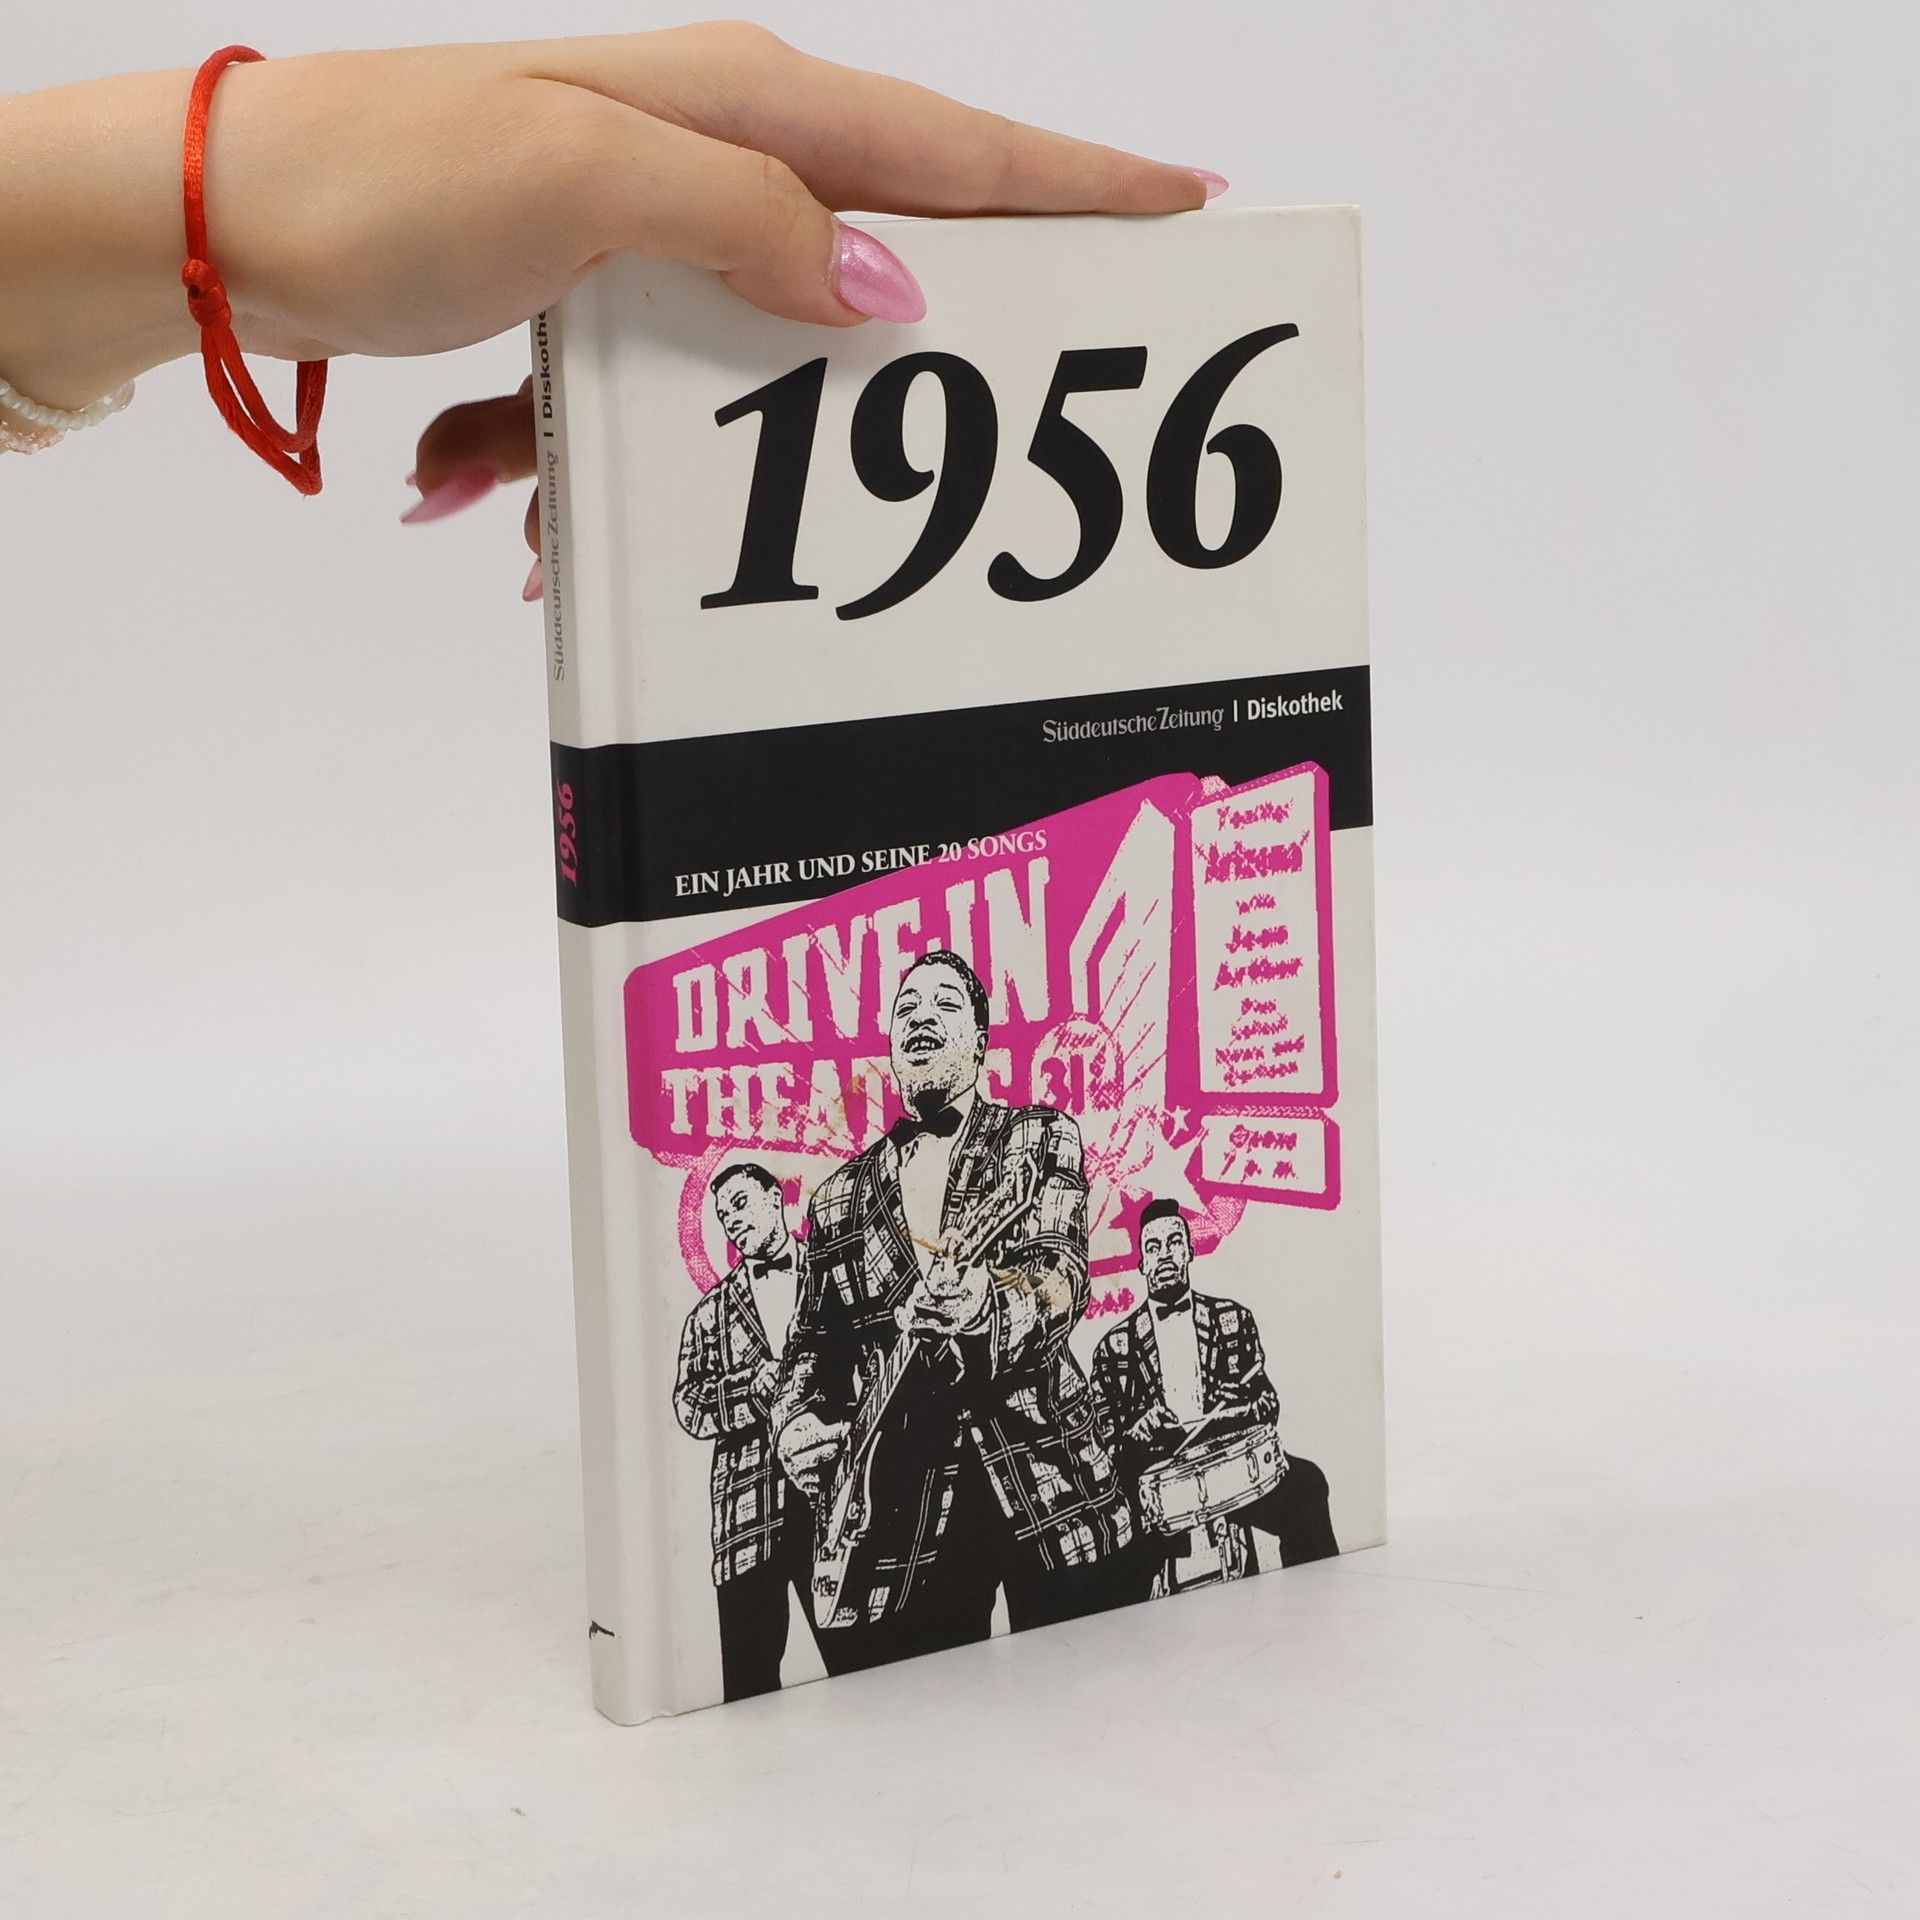 1956
Süddeutsche Zeitung | Diskothek
EIN JAHR UND SEINE 20 SONGS
DRIVE-IN
Süddeutsche Zeitung | Diskothe
1956